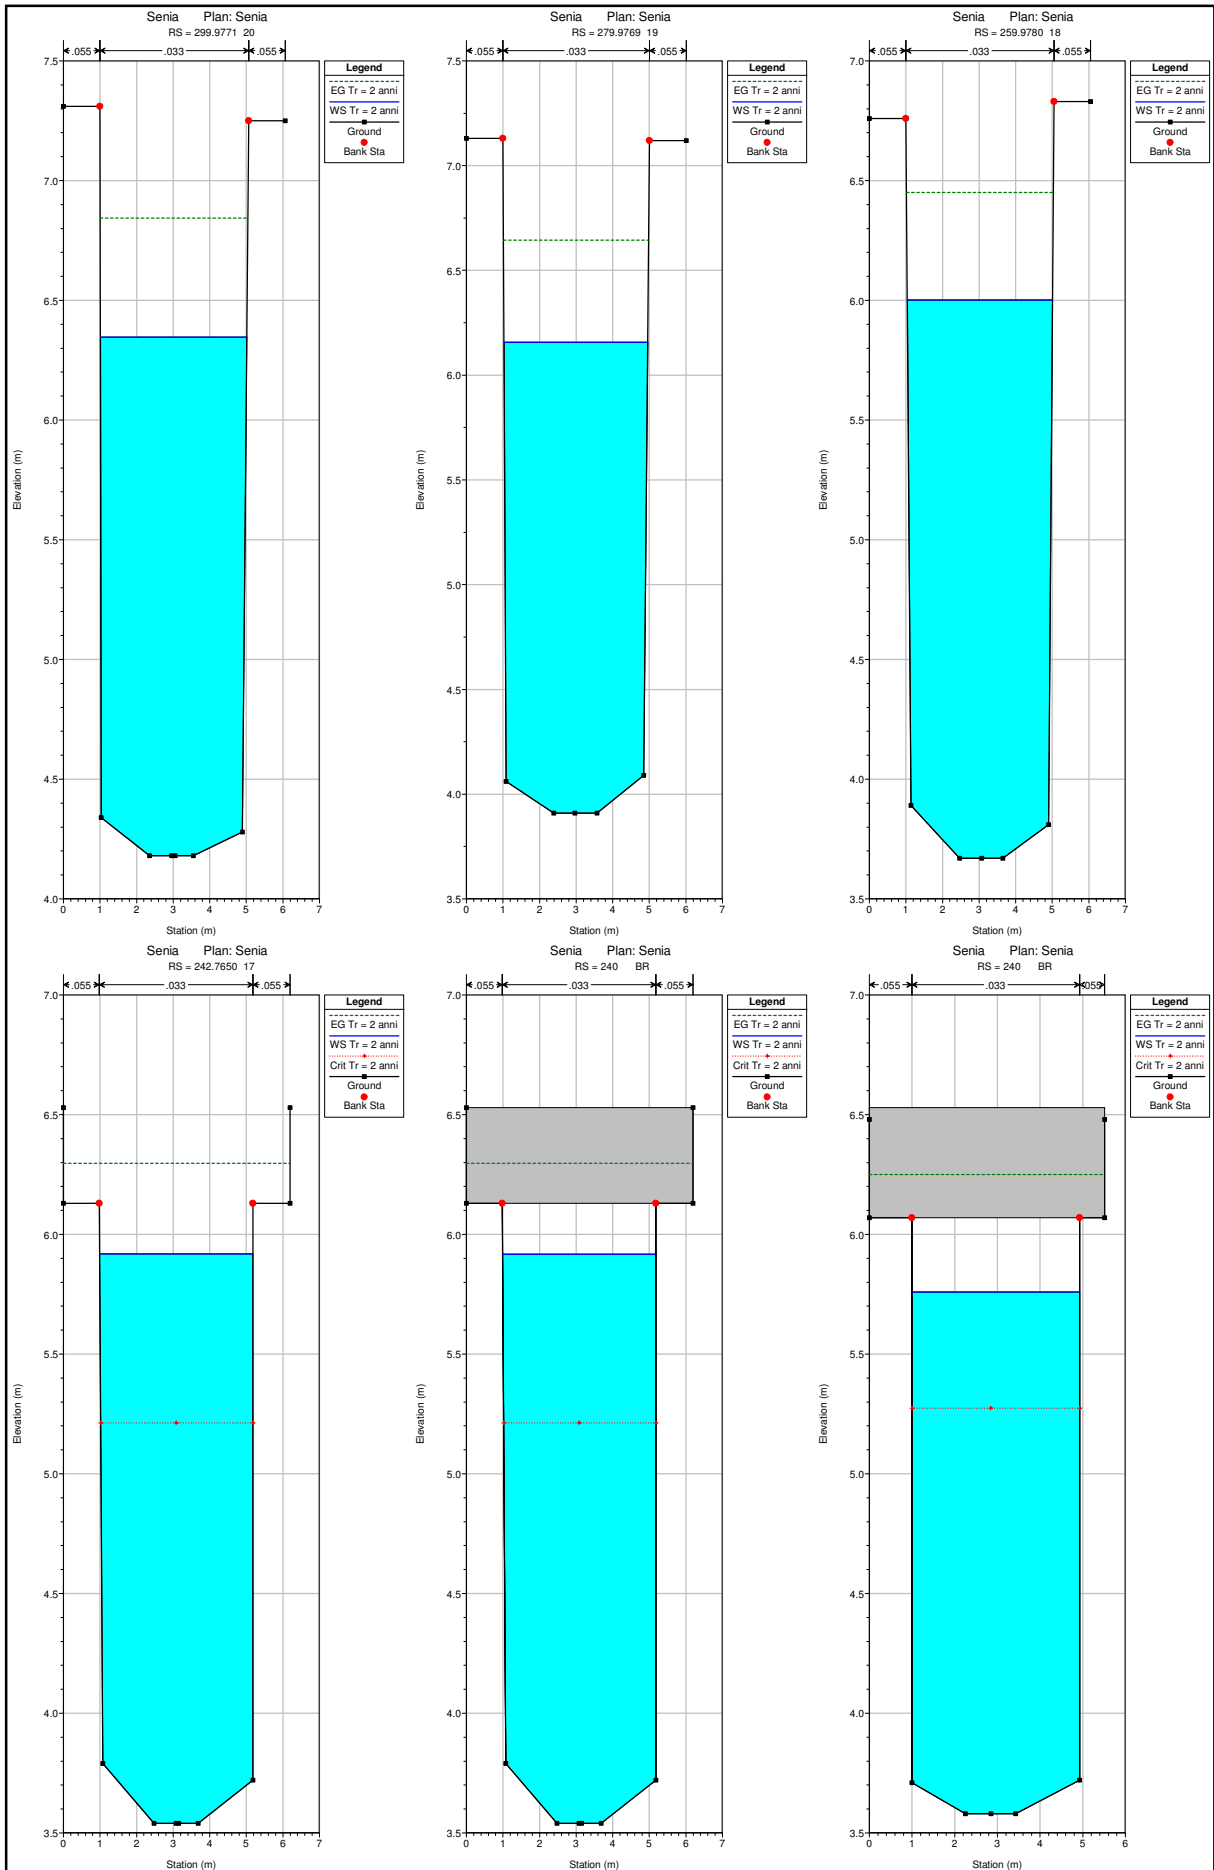 Senia Plan: Senia
RS = 299.9771 20
.055 .033 .055
Legend
EG Tr = 2 anni
WS Tr = 2 anni
Ground
Bank Sta
7.5
7.0
6.5
6.0
5.5
5.0
4.5
4.0
Elevation (m)
0 1 2 3 4 5 6 7
Station (m)
Senia Plan: Senia
RS = 279.9769 19
.055 .033 .055
Legend
EG Tr = 2 anni
WS Tr = 2 anni
Ground
Bank Sta
7.5
7.0
6.5
6.0
5.5
5.0
4.5
4.0
3.5
Elevation (m)
0 1 2 3 4 5 6 7
Station (m)
Senia Plan: Senia
RS = 259.9780 18
.055 .033 .055
Legend
EG Tr = 2 anni
WS Tr = 2 anni
Ground
Bank Sta
7.0
6.5
6.0
5.5
5.0
4.5
4.0
3.5
Elevation (m)
0 1 2 3 4 5 6 7
Station (m)
Senia Plan: Senia
RS = 242.7650 17
.055 .033 .055
Legend
EG Tr = 2 anni
WS Tr = 2 anni
Crit Tr = 2 anni
Ground
Bank Sta
7.0
6.5
6.0
5.5
5.0
4.5
4.0
3.5
Elevation (m)
0 1 2 3 4 5 6 7
Station (m)
Senia Plan: Senia
RS = 240 BR
.055 .033 .055
Legend
EG Tr = 2 anni
WS Tr = 2 anni
Crit Tr = 2 anni
Ground
Bank Sta
7.0
6.5
6.0
5.5
5.0
4.5
4.0
3.5
Elevation (m)
0 1 2 3 4 5 6 7
Station (m)
Senia Plan: Senia
RS = 240 BR
.055 .033 .055
Legend
EG Tr = 2 anni
WS Tr = 2 anni
Crit Tr = 2 anni
Ground
Bank Sta
7.0
6.5
6.0
5.5
5.0
4.5
4.0
3.5
Elevation (m)
0 1 2 3 4 5 6
Station (m)